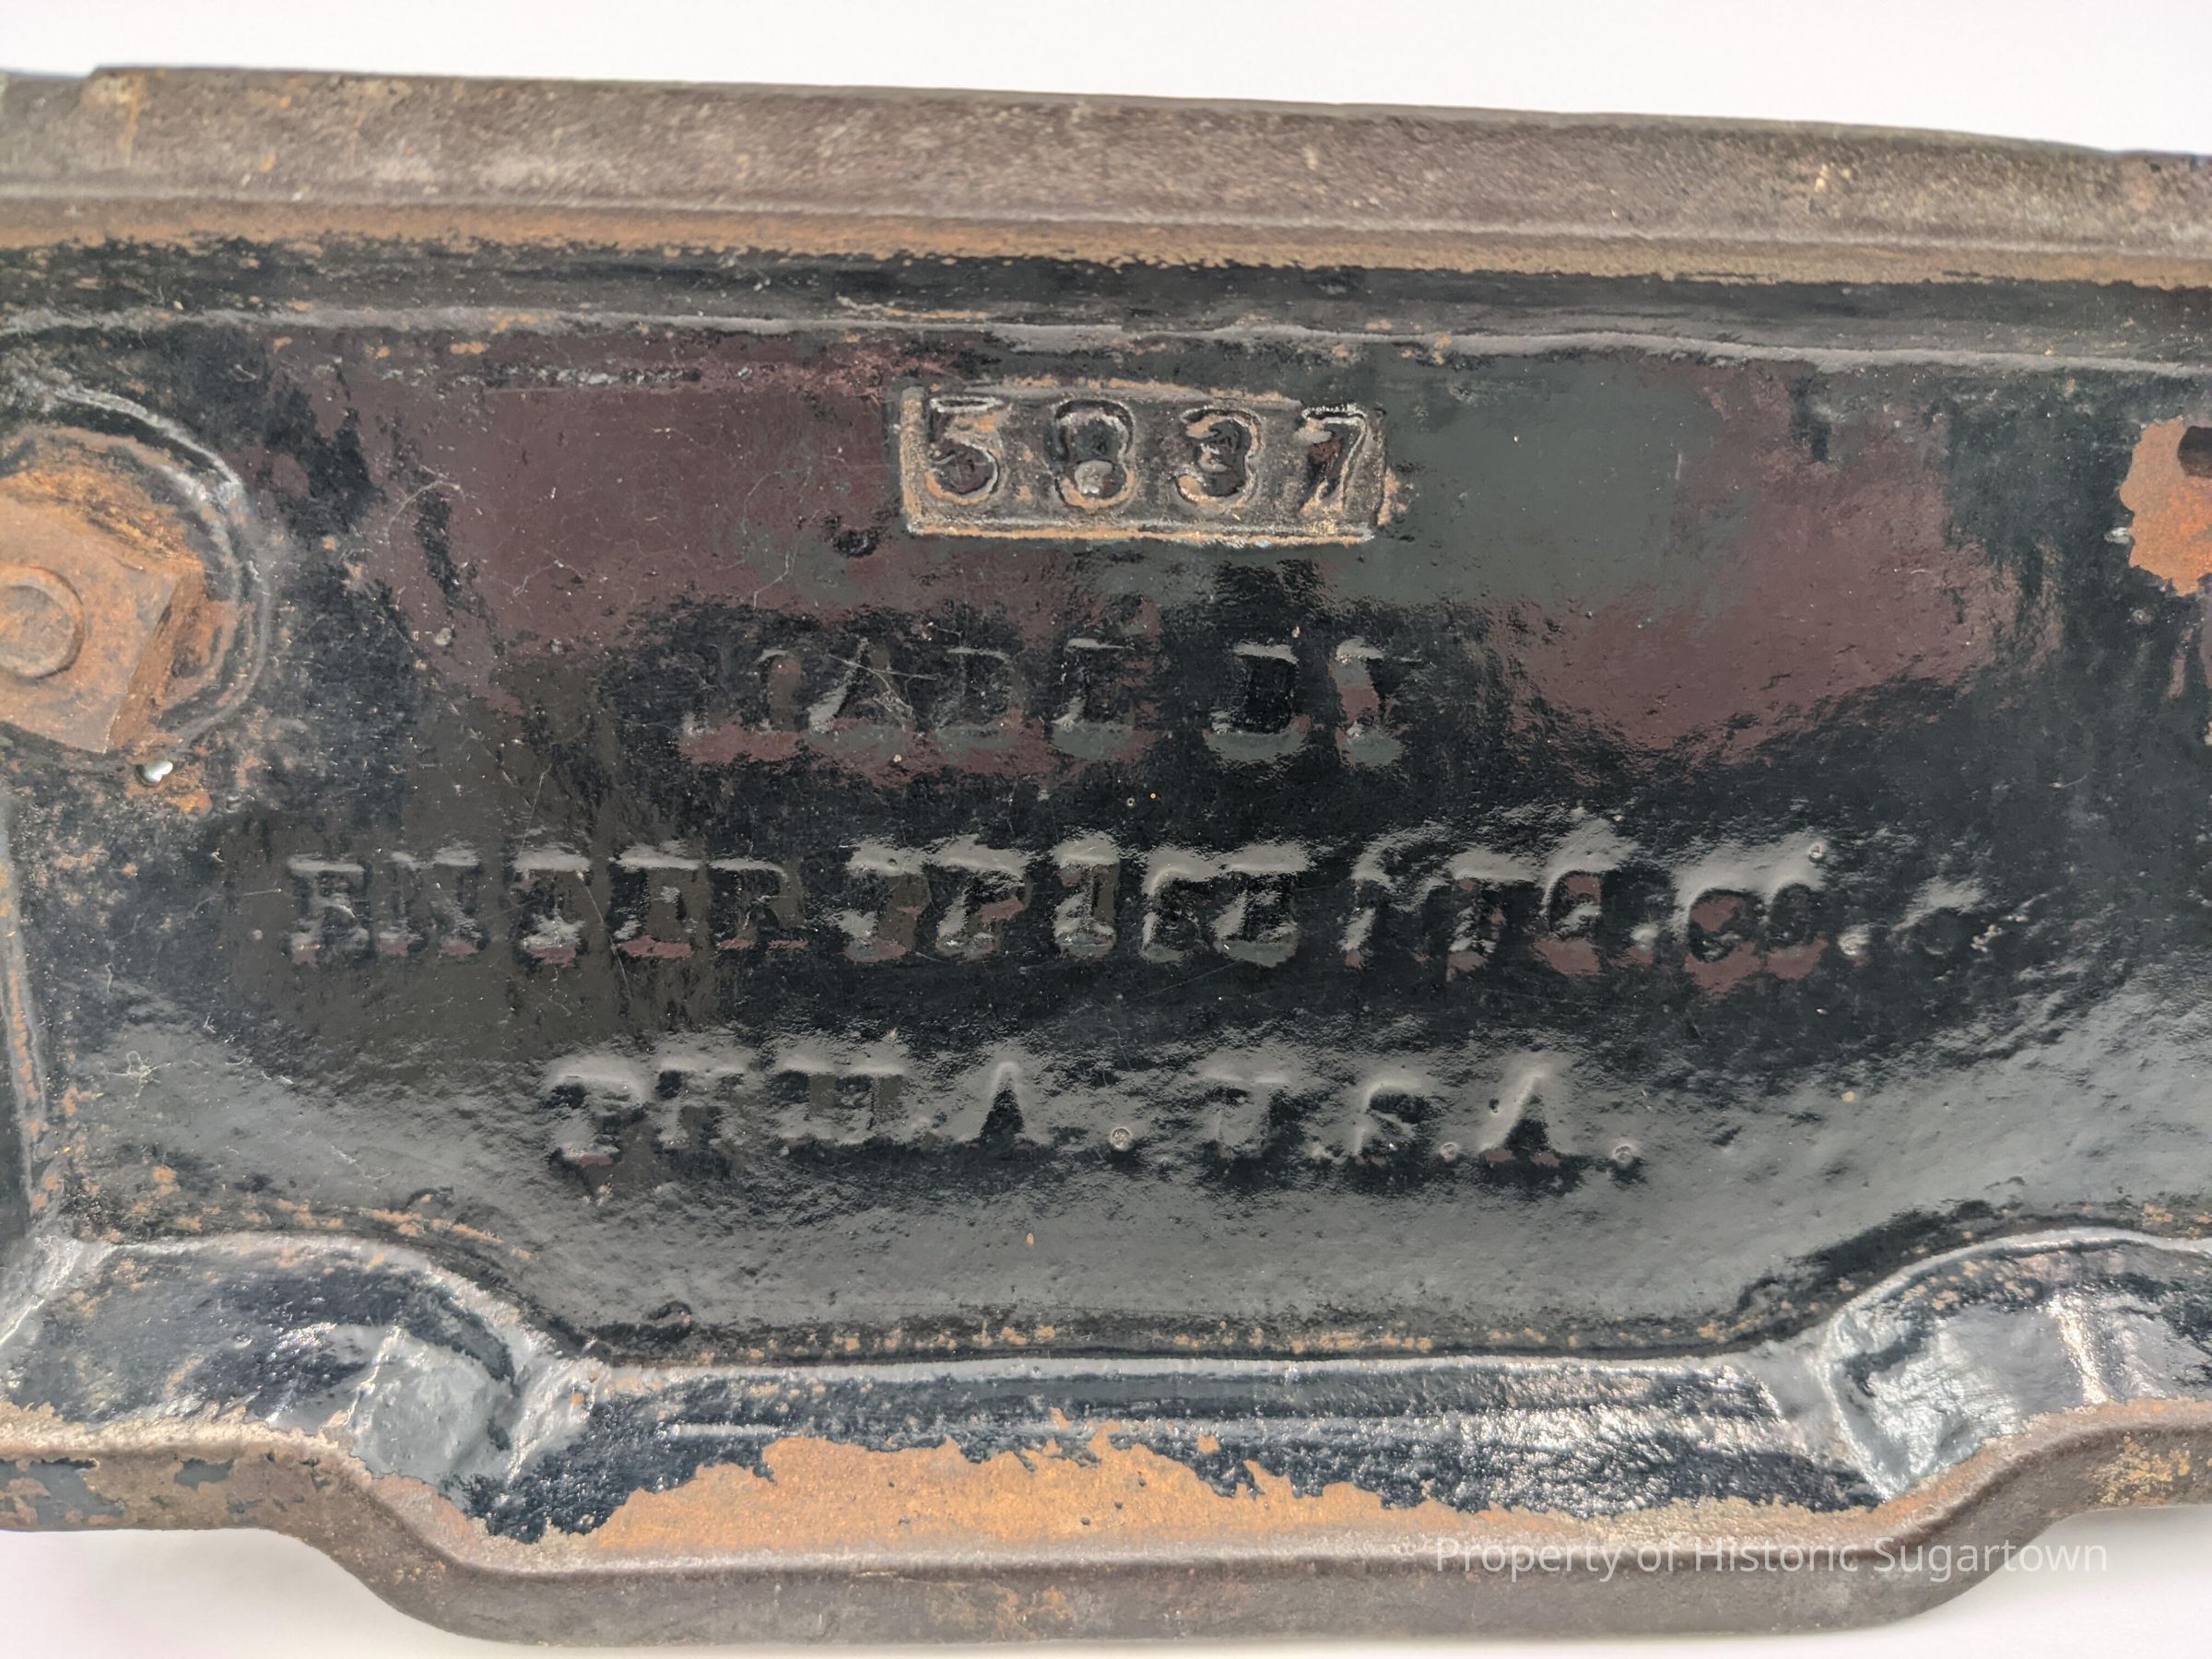 5837
MADE BY
ENTERPRISE MFG. CO.
PHILA. U.S.A.
Property of Historic Sugartown